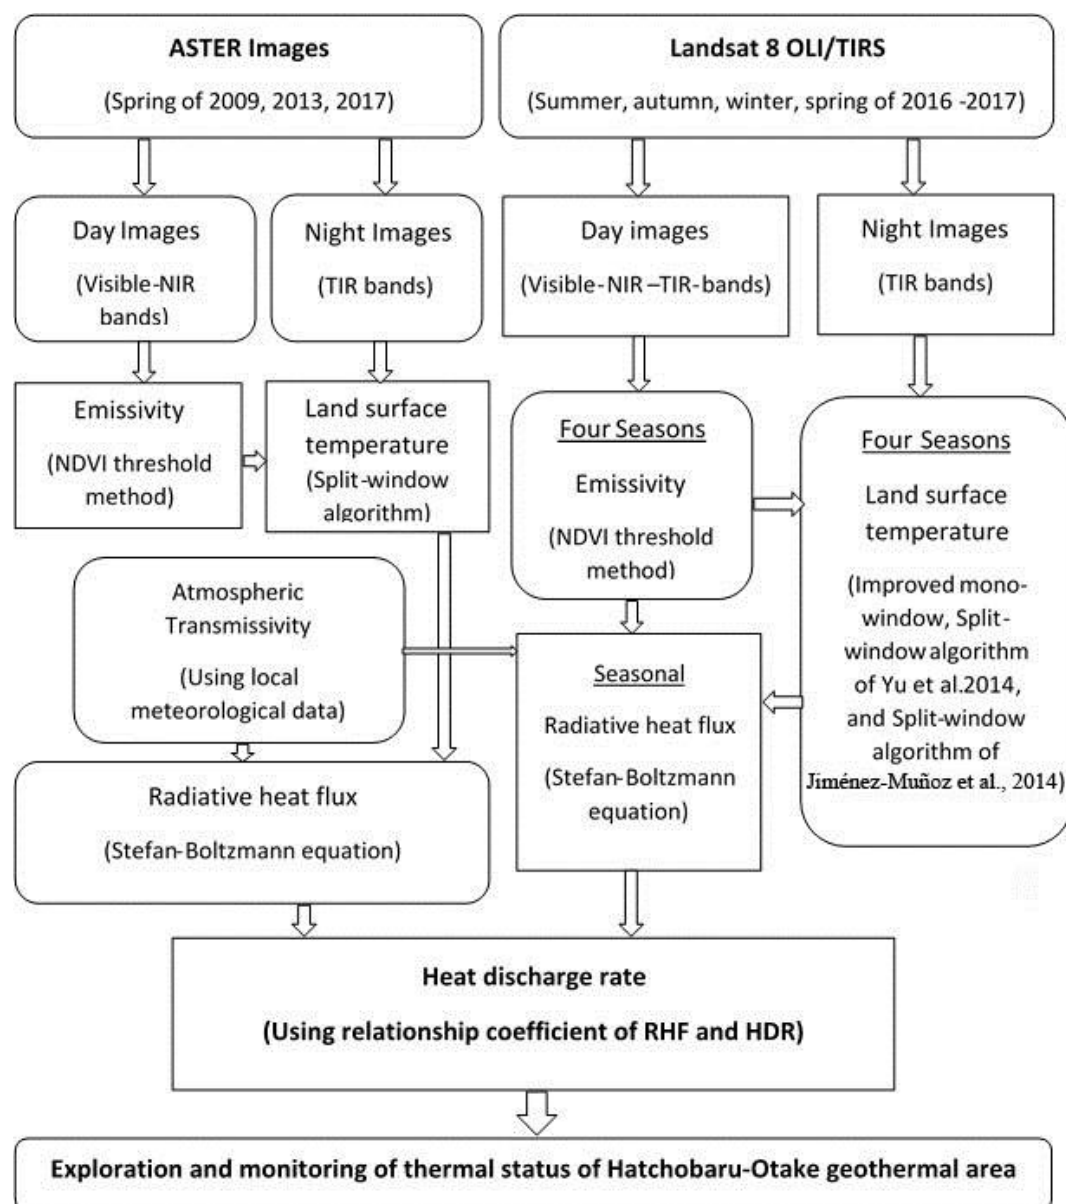 ASTER Images
(Spring of 2009, 2013, 2017)
Landsat 8 OLI/TIRS
(Summer, autumn, winter, spring of 2016 -2017)
Day Images
(Visible-NIR
bands)
Night Images
(TIR bands)
Day images
(Visible-NIR –TIR-bands)
Night Images
(TIR bands)
Emissivity
(NDVI threshold
method)
Land surface
temperature
(Split-window
algorithm)
Four Seasons
Emissivity
(NDVI threshold
method)
Four Seasons
Land surface
temperature
(Improved mono-
window, Split-
window algorithm
of Yu et al.2014,
and Split-window
algorithm of
Jiménez-Muñoz et al., 2014)
Atmospheric
Transmissivity
(Using local
meteorological data)
Seasonal
Radiative heat flux
(Stefan-Boltzmann
equation)
Radiative heat flux
(Stefan-Boltzmann equation)
Heat discharge rate
(Using relationship coefficient of RHF and HDR)
Exploration and monitoring of thermal status of Hatchobaru-Otake geothermal area